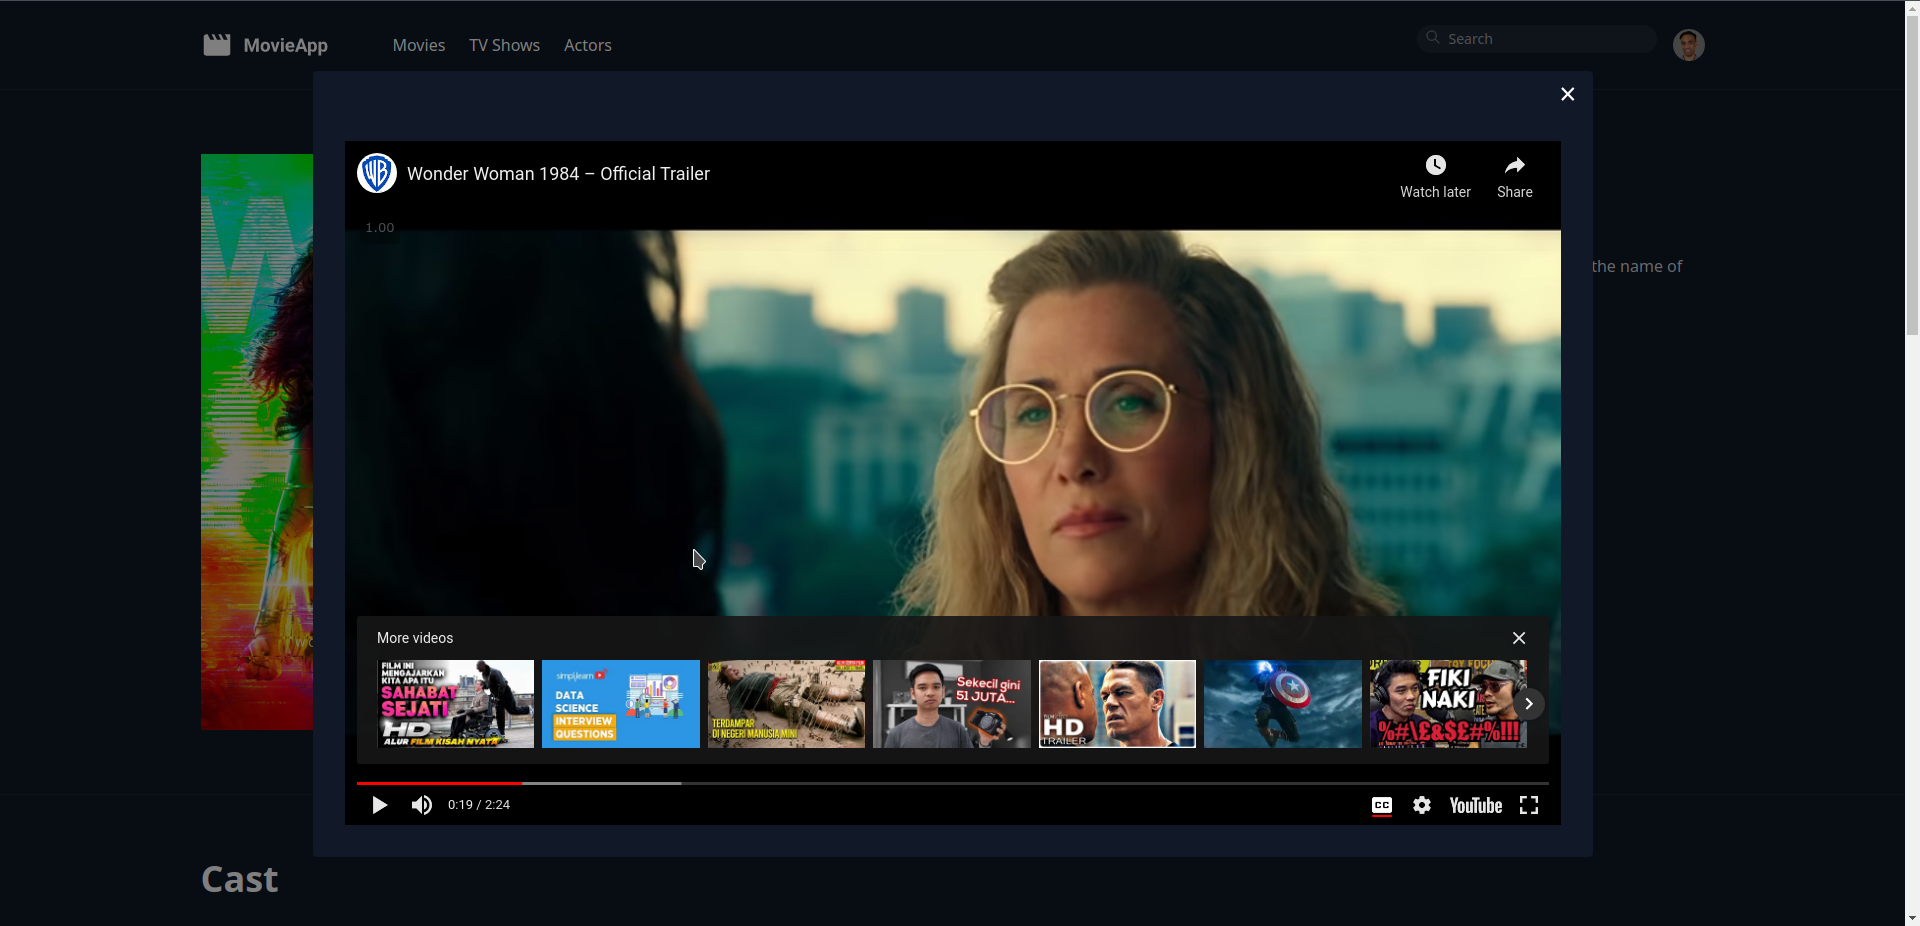 MovieApp
Movies
TV Shows
Actors
Search
Wonder Woman 1984 – Official Trailer
Watch later
Share
1.00
the name of
More videos
FILM INI
MENGAJARKAN
KITA APA ITU
SAHABAT
SEJATI
HD
ALUR FILM KISAH NYATA
simplilearn
DATA
SCIENCE
INTERVIEW
QUESTIONS
TERDAMPAR
DI NEGERI MANUSIA MINI
Sekecil gini
51 JUTA...
HD
TRAILER
FIKI
NAKI
%#\£&$£#%!!!
0:19 / 2:24
CC
YouTube
Cast